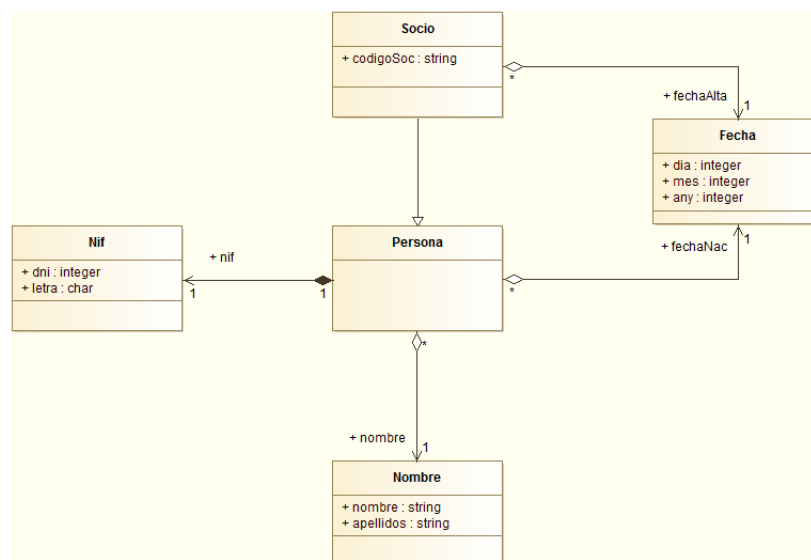 Socio
+ codigoSoc : string
*
+ fechaAlta
1
Fecha
+ dia : integer
+ mes : integer
+ any : integer
Nif
+ dni : integer
+ letra : char
+ nif
1
1
Persona
*
+ fechaNac
1
*
+ nombre
1
Nombre
+ nombre : string
+ apellidos : string